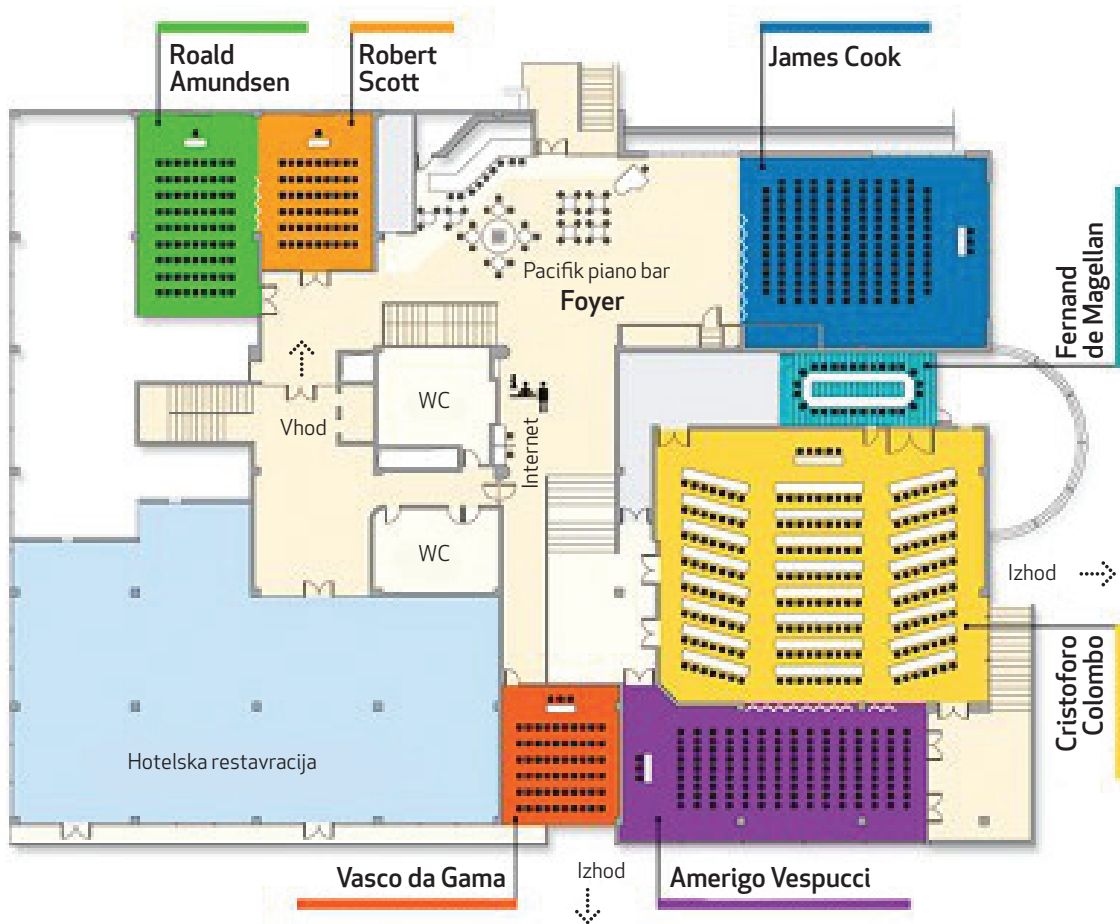 Roald
Amundsen
Robert
Scott
James Cook
Fernand
de Magellan
Pacifik piano bar
Foyer
WC
Vhod
Internet
WC
Izhod
Cristoforo
Colombo
Hotelska restavracija
Vasco da Gama
Izhod
Amerigo Vespucci